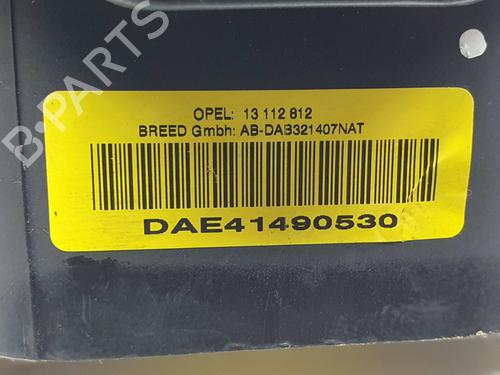 B-PARTS
OPEL: 13 112 812
BREED Gmbh: AB-DAB321407NAT
DAE41490530